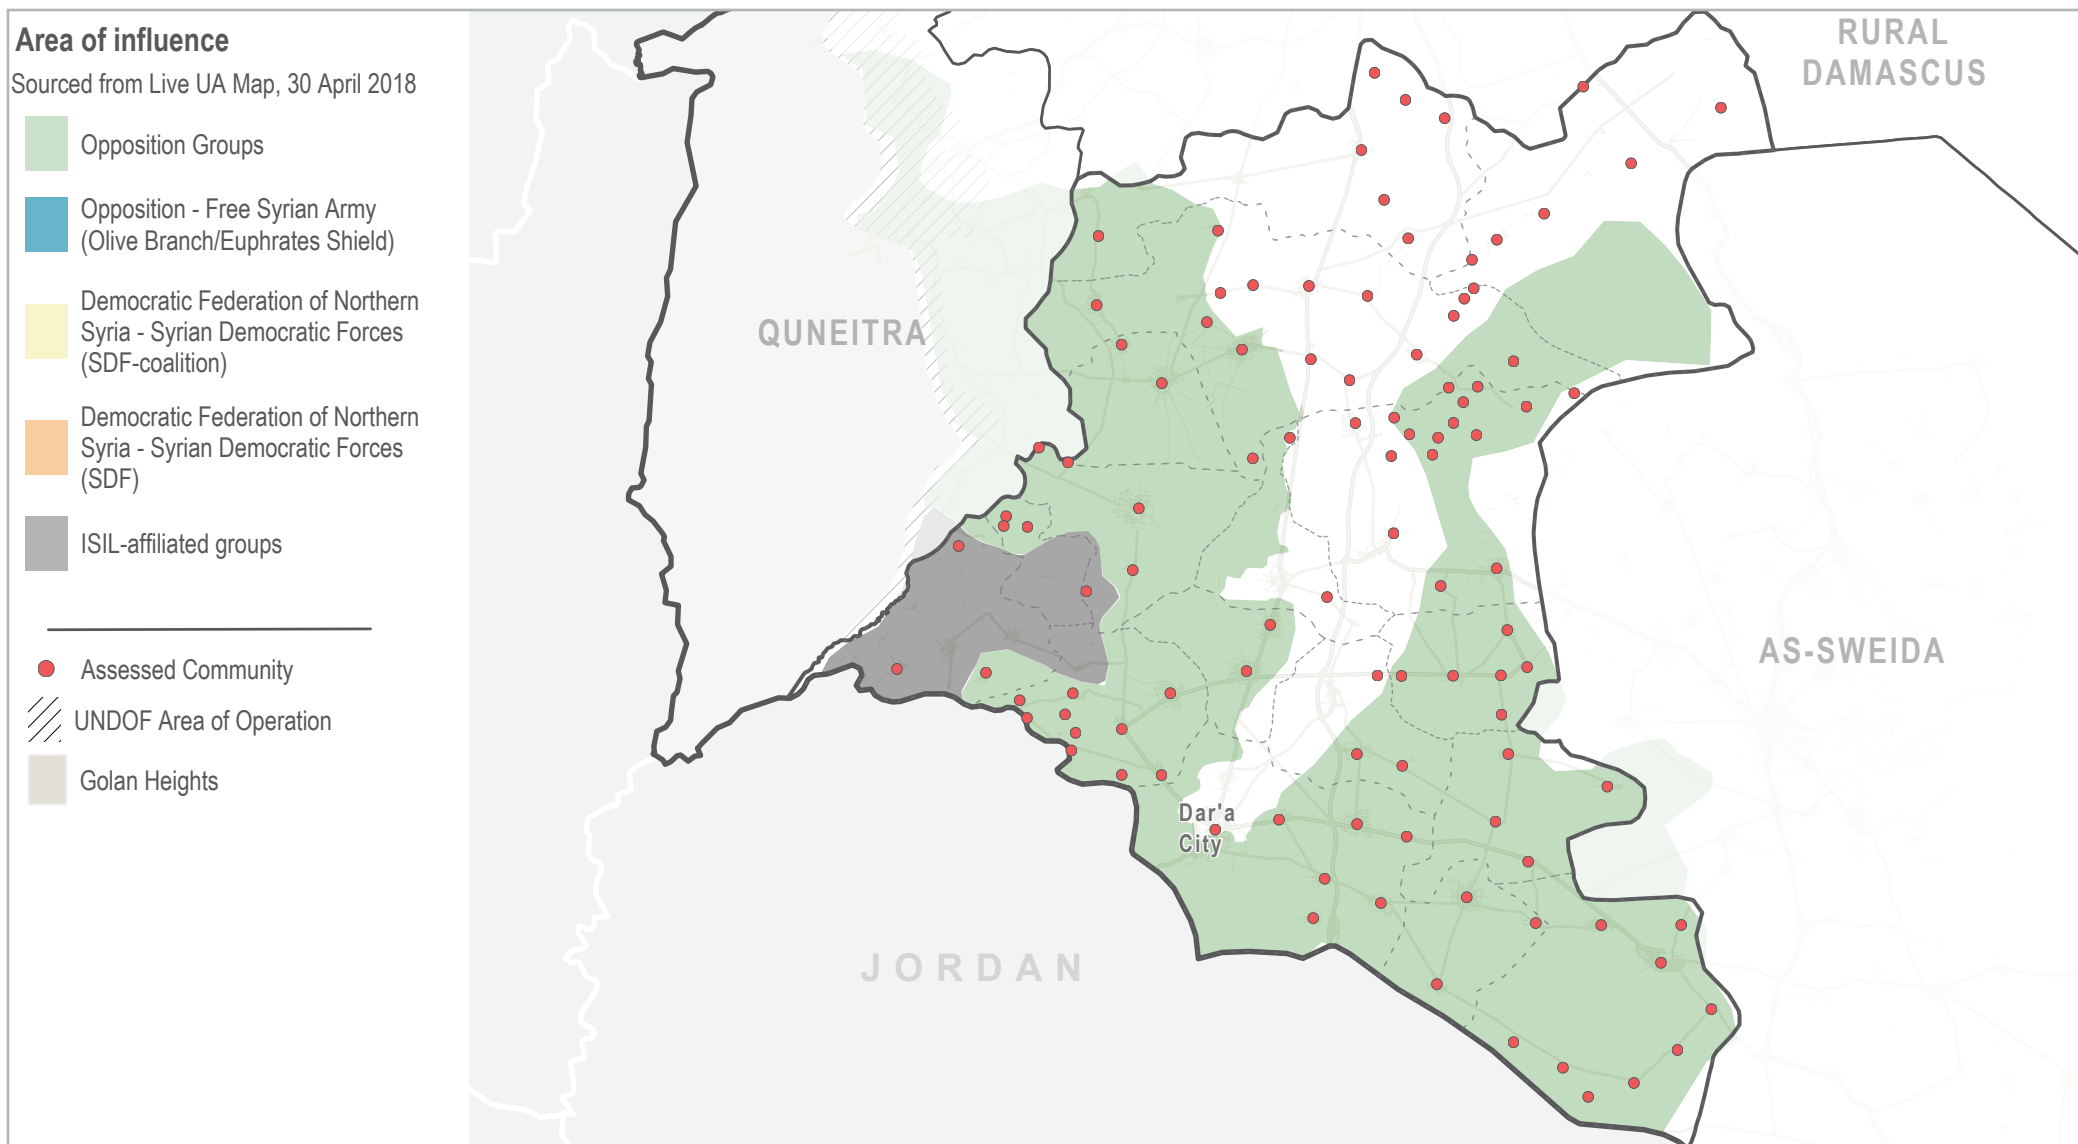 Area of influence
Sourced from Live UA Map, 30 April 2018
Opposition Groups
Opposition - Free Syrian Army
(Olive Branch/Euphrates Shield)
Democratic Federation of Northern
Syria - Syrian Democratic Forces
(SDF-coalition)
Democratic Federation of Northern
Syria - Syrian Democratic Forces
(SDF)
ISIL-affiliated groups
Assessed Community
UNDOF Area of Operation
Golan Heights
RURAL
DAMASCUS
QUNEITRA
AS-SWEIDA
Dar'a
City
JORDAN